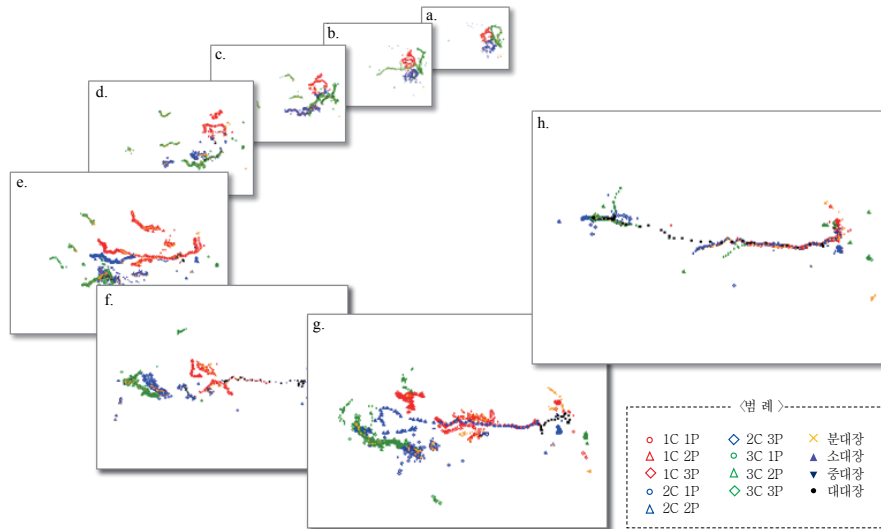 a.
b.
c.
d.
e.
f.
g.
h.
〈범 례 〉
1C 1P
1C 2P
1C 3P
2C 1P
2C 2P
2C 3P
3C 1P
3C 2P
3C 3P
분대장
소대장
중대장
대대장